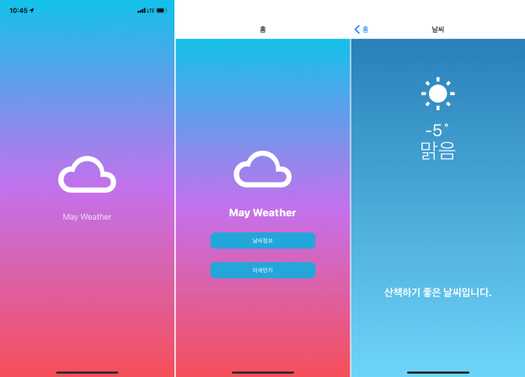 10:45
LTE
May Weather
홈
May Weather
날씨정보
미세먼지
홈
날씨
-5°
맑음
산책하기 좋은 날씨입니다.